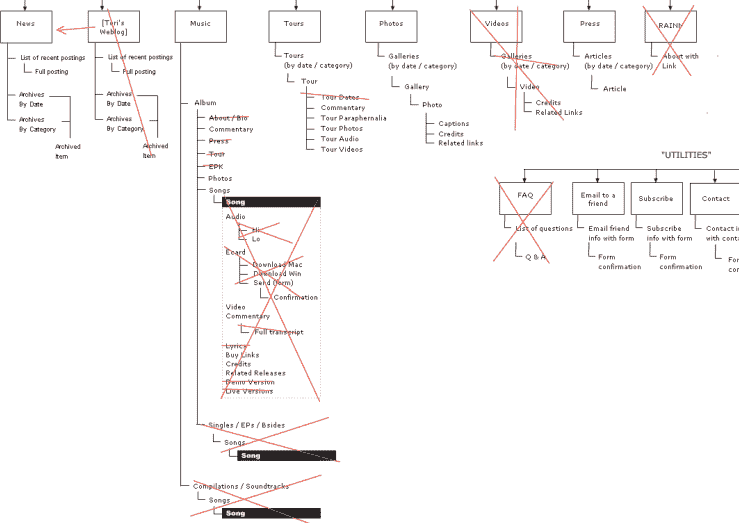 News
[Tori's
Weblog]
Music
Tours
Photos
Videos
Press
RAINN
List of recent postings
Full posting
Archives
By Date
Archives
By Category
Archived
Item
List of recent postings
Full posting
Archives
By Date
Archives
By Category
Archived
Item
Album
About / Bio
Commentary
Press
Tour
EPK
Photos
Songs
Song
Audio
Hi
Lo
Ecard
Download Mac
Download Win
Send (form)
Confirmation
Video
Commentary
Full transcript
Lyrics
Buy Links
Credits
Related Releases
Demo Version
Live Versions
Singles / EPs / Bsides
Songs
Song
Compilations / Soundtracks
Songs
Song
Tours
(by date / category)
Tour
Tour Dates
Commentary
Tour Paraphernalia
Tour Photos
Tour Audio
Tour Videos
Galleries
(by date / category)
Gallery
Photo
Captions
Credits
Related links
Galleries
(by date / category)
Video
Credits
Related Links
Articles
(by date / category)
Article
About with
Link
"UTILITIES"
FAQ
Email to a
friend
Subscribe
Contact
List of questions
Q & A
Email friend
info with form
Form
confirmation
Subscribe
info with form
Form
confirmation
Contact
with